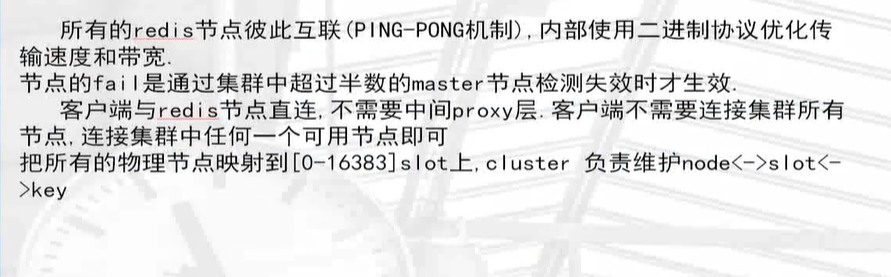 所有的redis节点彼此互联(PING-PONG机制),内部使用二进制协议优化传
输速度和带宽.
节点的fail是通过集群中超过半数的master节点检测失效时才生效.
客户端与redis节点直连,不需要中间proxy层.客户端不需要连接集群所有
节点,连接集群中任何一个可用节点即可
把所有的物理节点映射到[0-16383]slot上,cluster 负责维护node<->slot<-
>key